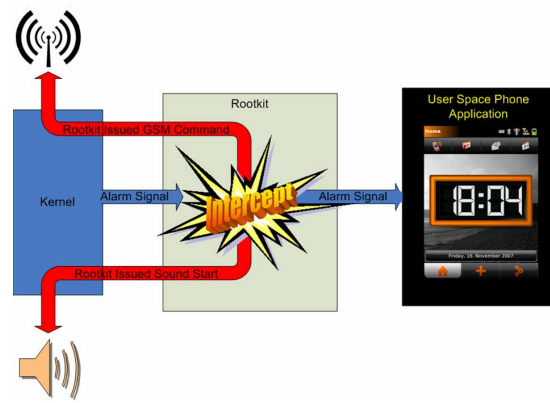 Rootkit
User Space Phone
Application
Rootkit Issued GSM Command
Home
Kernel
Alarm Signal
Intercept
Alarm Signal
18:04
Rootkit Issued Sound Start
Friday, 16. November 2007